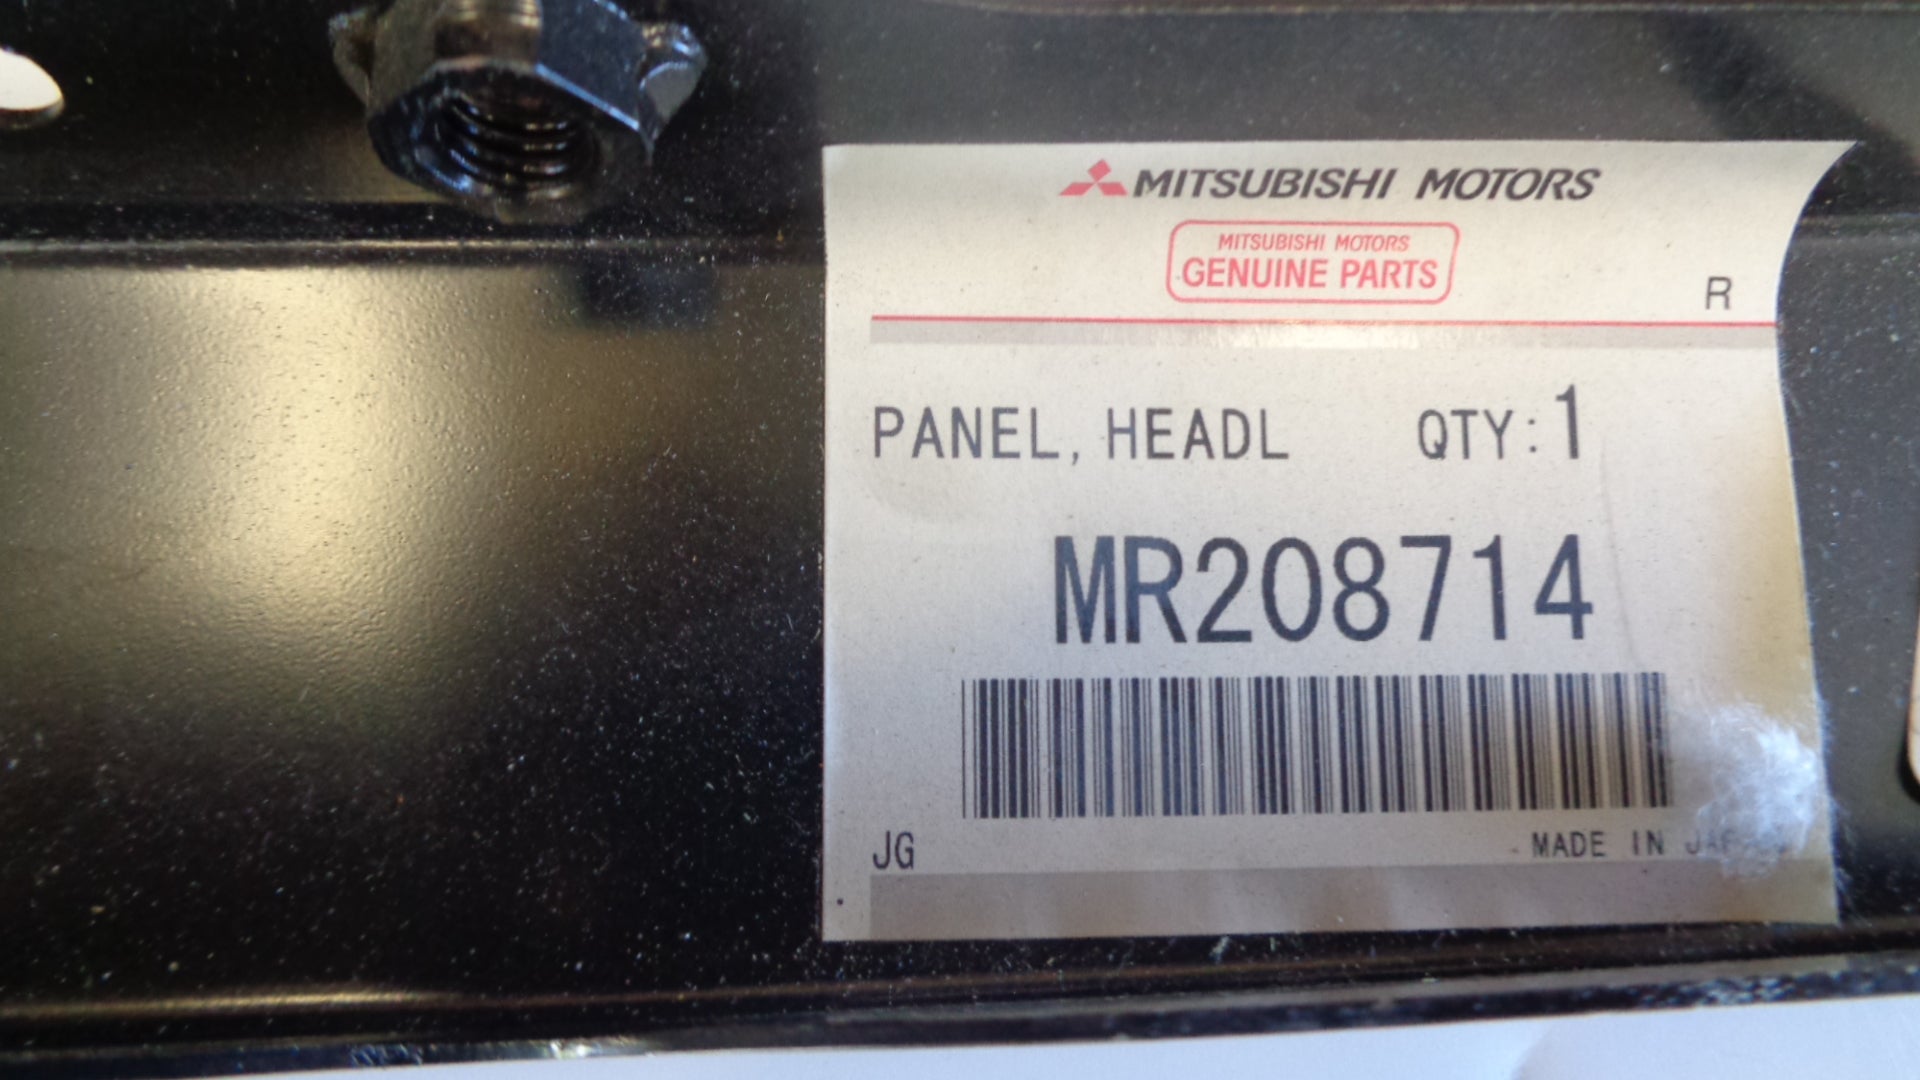 MITSUBISHI MOTORS
MITSUBISHI MOTORS
GENUINE PARTS
R
PANEL, HEADL QTY:1
MR208714
JG MADE IN